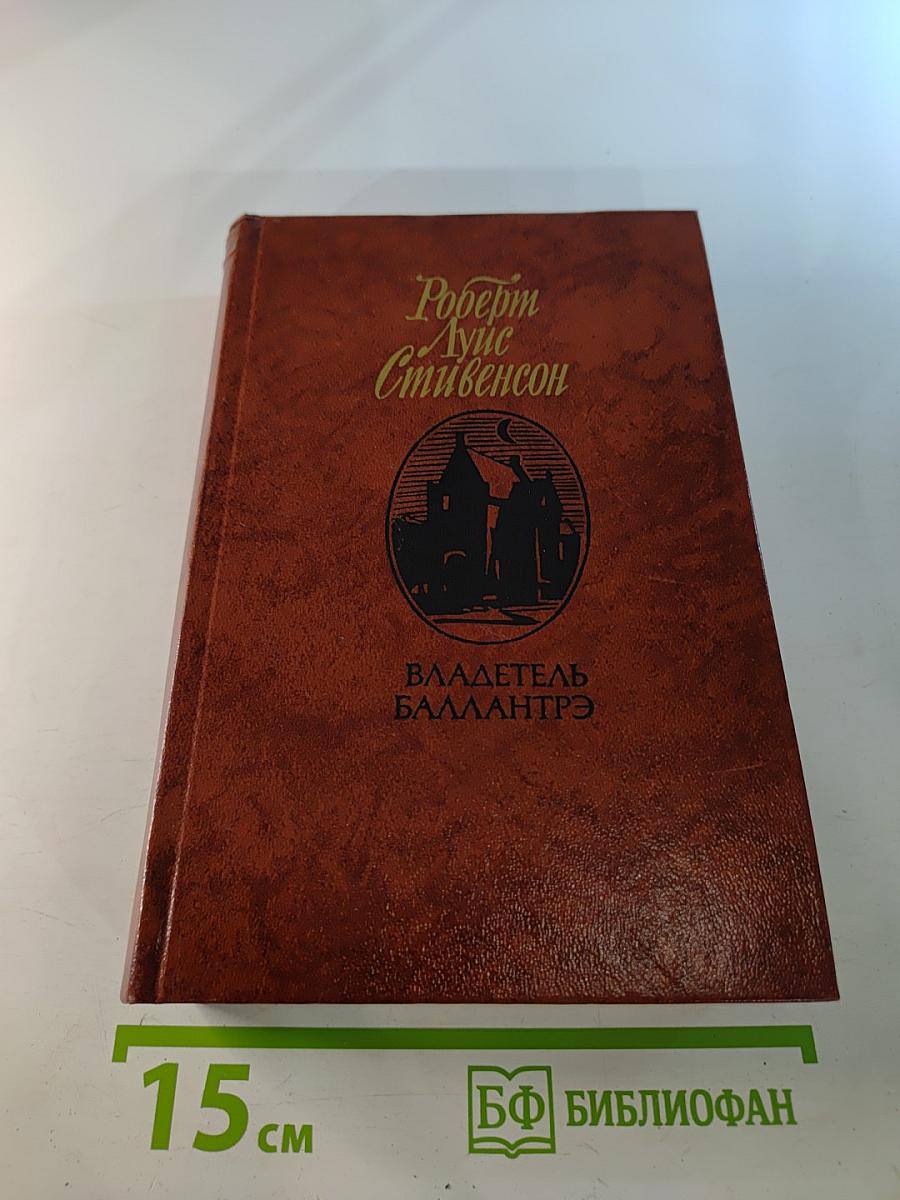 Роберт
Луис
Стивенсон
ВЛАДЕТЕЛЬ
БАЛЛАНТРЭ
15 см
БФ БИБЛИОФАН